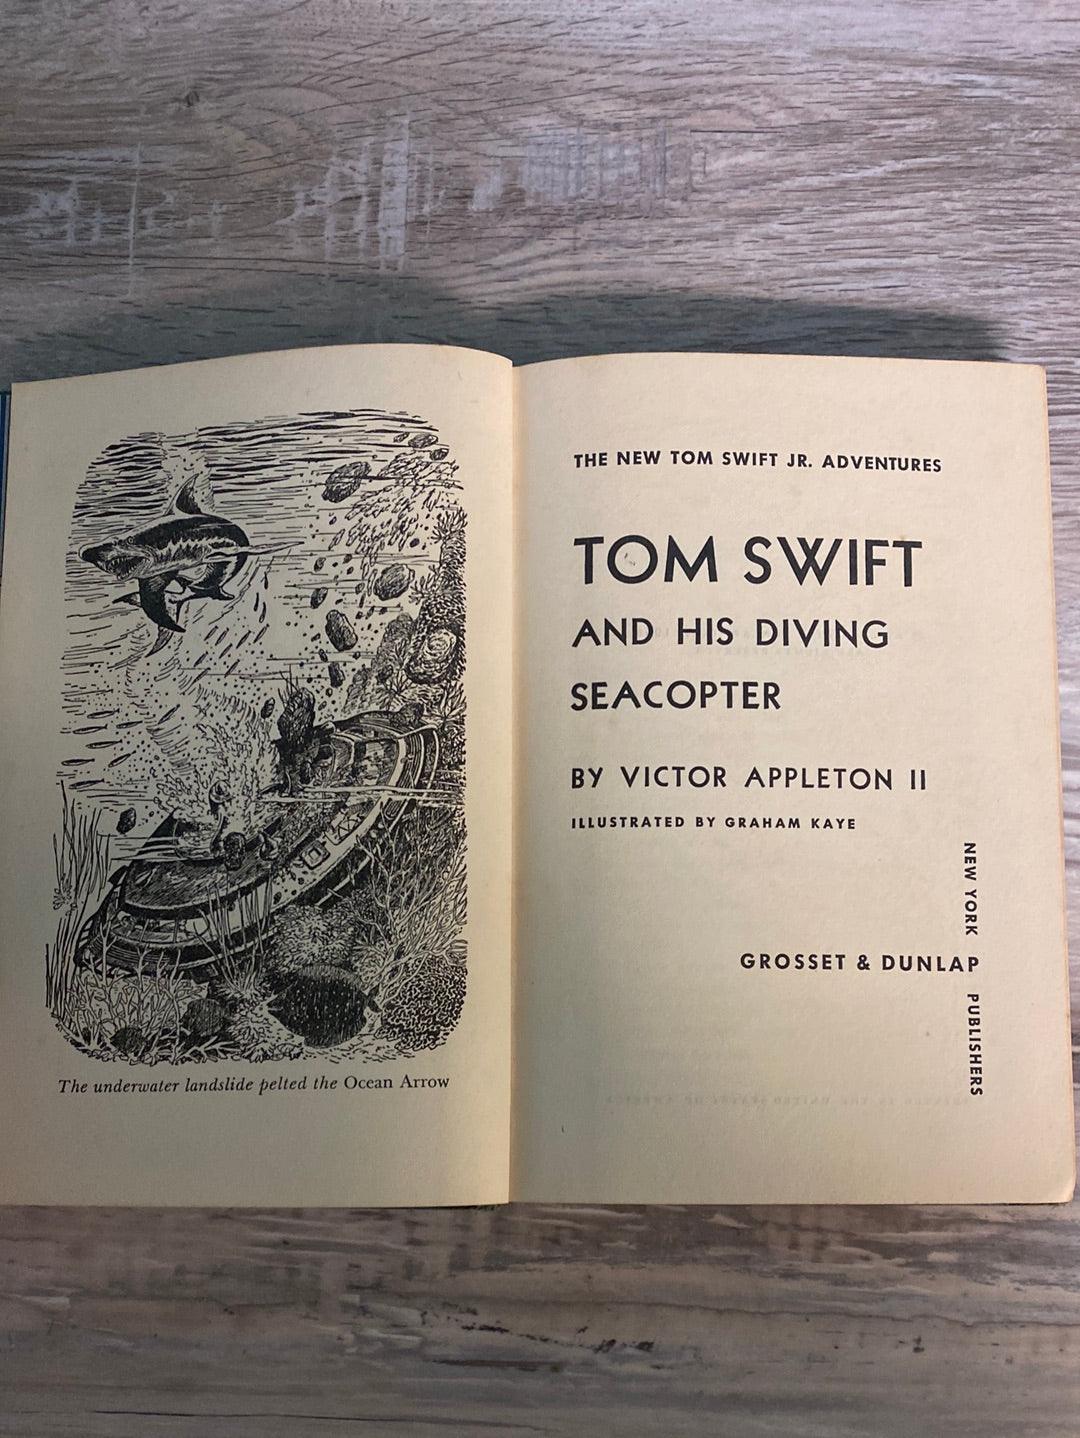 The underwater landslide pelted the Ocean Arrow
THE NEW TOM SWIFT JR. ADVENTURES
TOM SWIFT
AND HIS DIVING
SEACOPTER
BY VICTOR APPLETON II
ILLUSTRATED BY GRAHAM KAYE
NEW YORK
GROSSET & DUNLAP
PUBLISHERS